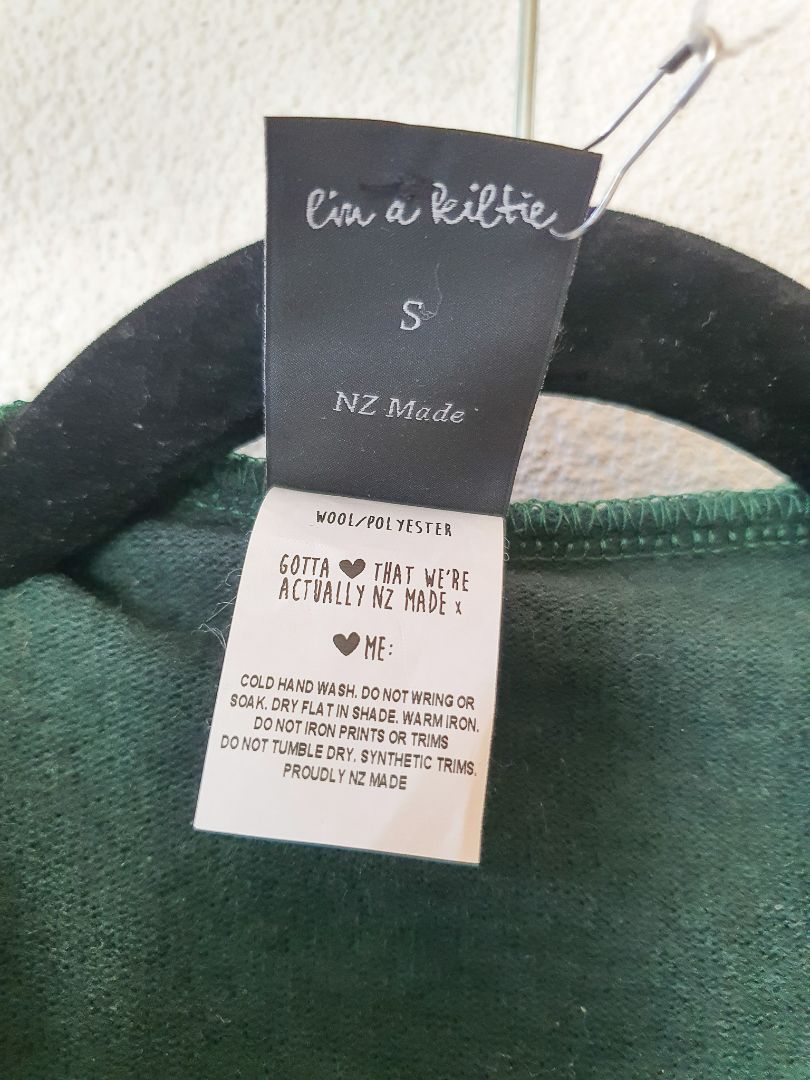 liv a kiltie
S
NZ Made
WOOL/POLYESTER
GOTTA ♥ THAT WE'RE
ACTUALLY NZ MADE x
♥ ME:
COLD HAND WASH. DO NOT WRING OR
SOAK. DRY FLAT IN SHADE. WARM IRON.
DO NOT IRON PRINTS OR TRIMS
DO NOT TUMBLE DRY. SYNTHETIC TRIMS.
PROUDLY NZ MADE